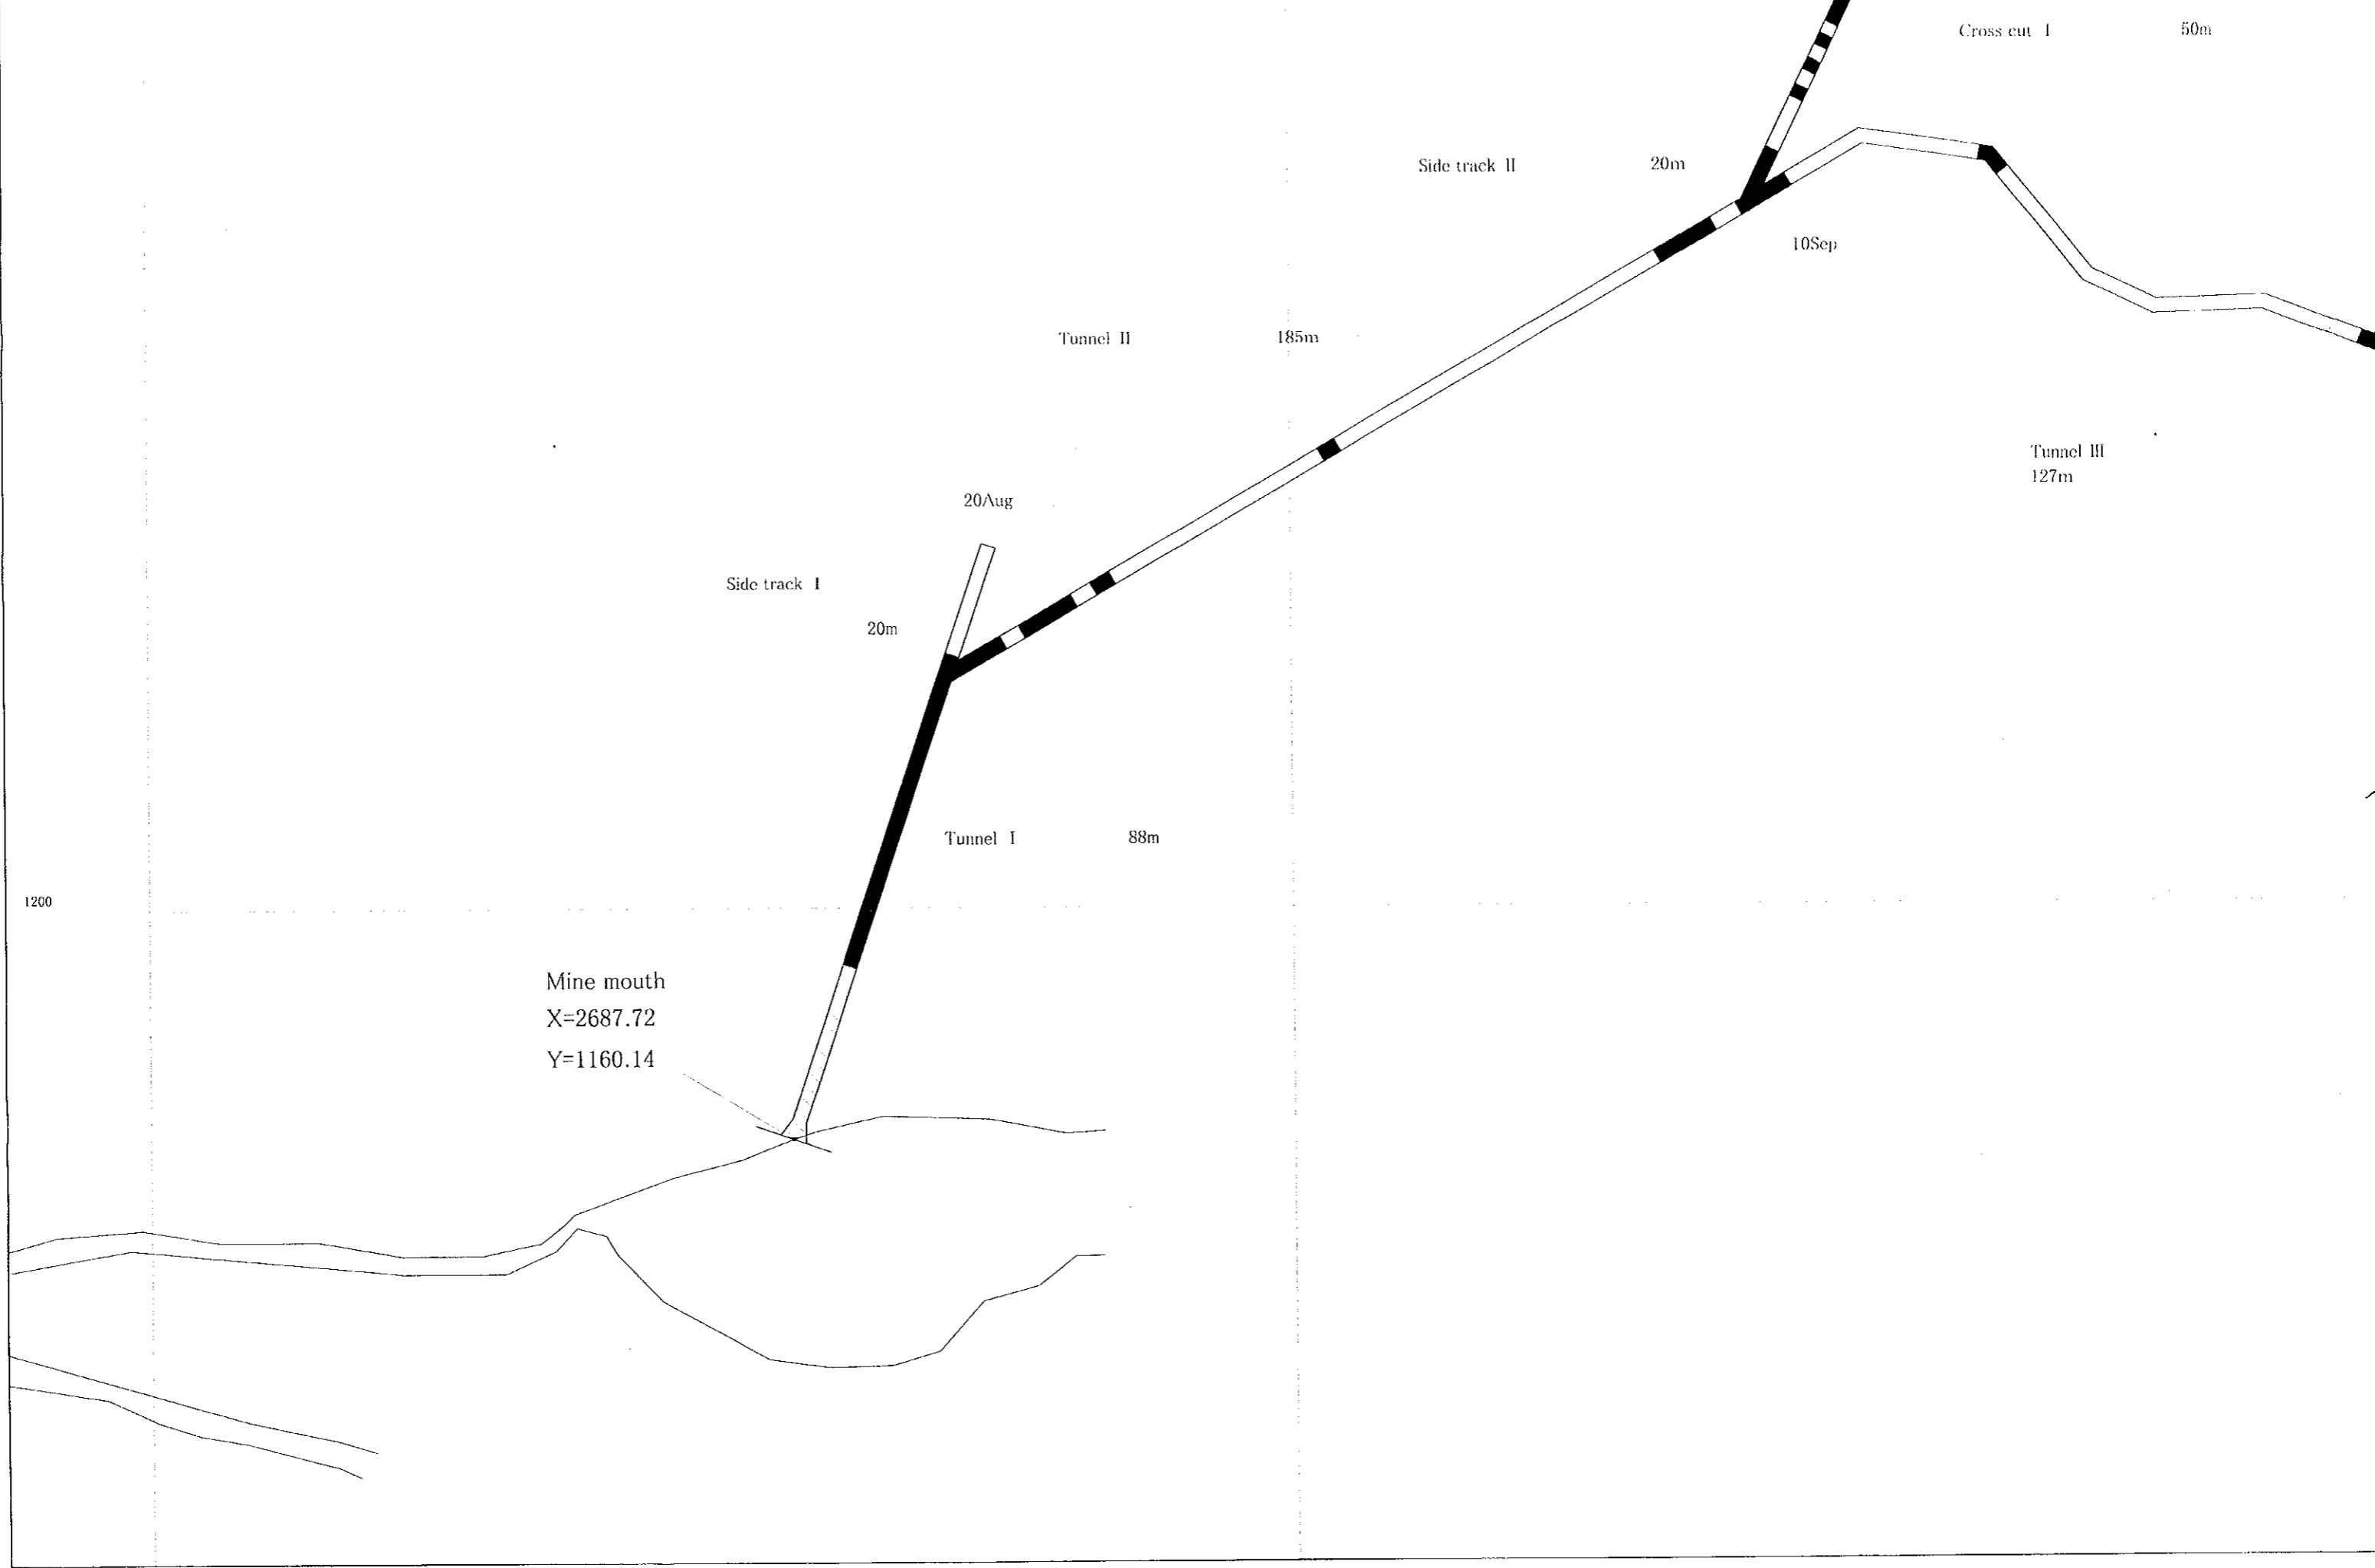 Cross cut I 50m
Side track II 20m
10Sep
Tunnel II 185m
Tunnel III
127m
20Aug
Side track I
20m
Tunnel I 88m
1200
Mine mouth
X=2687.72
Y=1160.14